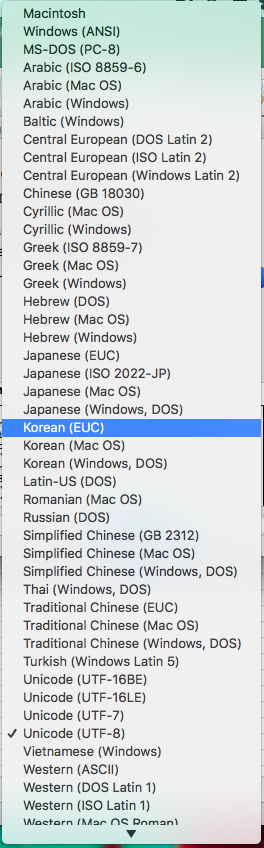 Macintosh
Windows (ANSI)
MS-DOS (PC-8)
Arabic (ISO 8859-6)
Arabic (Mac OS)
Arabic (Windows)
Baltic (Windows)
Central European (DOS Latin 2)
Central European (ISO Latin 2)
Central European (Windows Latin 2)
Chinese (GB 18030)
Cyrillic (Mac OS)
Cyrillic (Windows)
Greek (ISO 8859-7)
Greek (Mac OS)
Greek (Windows)
Hebrew (DOS)
Hebrew (Mac OS)
Hebrew (Windows)
Japanese (EUC)
Japanese (ISO 2022-JP)
Japanese (Mac OS)
Japanese (Windows, DOS)
Korean (EUC)
Korean (Mac OS)
Korean (Windows, DOS)
Latin-US (DOS)
Romanian (Mac OS)
Russian (DOS)
Simplified Chinese (GB 2312)
Simplified Chinese (Mac OS)
Simplified Chinese (Windows, DOS)
Thai (Windows, DOS)
Traditional Chinese (EUC)
Traditional Chinese (Mac OS)
Traditional Chinese (Windows, DOS)
Turkish (Windows Latin 5)
Unicode (UTF-16BE)
Unicode (UTF-16LE)
Unicode (UTF-7)
✓ Unicode (UTF-8)
Vietnamese (Windows)
Western (ASCII)
Western (DOS Latin 1)
Western (ISO Latin 1)
Western (Mac OS Roman)